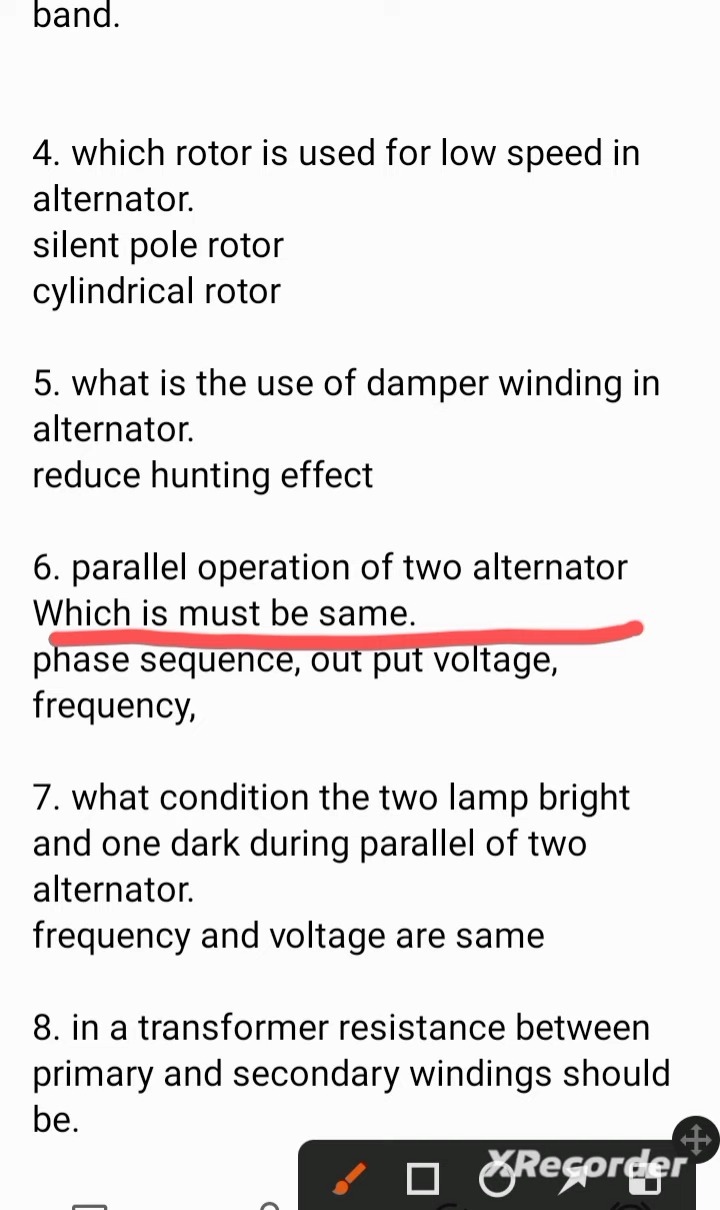 band.
4. which rotor is used for low speed in
alternator.
silent pole rotor
cylindrical rotor
5. what is the use of damper winding in
alternator.
reduce hunting effect
6. parallel operation of two alternator
Which is must be same.
phase sequence, out put voltage,
frequency,
7. what condition the two lamp bright
and one dark during parallel of two
alternator.
frequency and voltage are same
8. in a transformer resistance between
primary and secondary windings should
be.
XRecorder